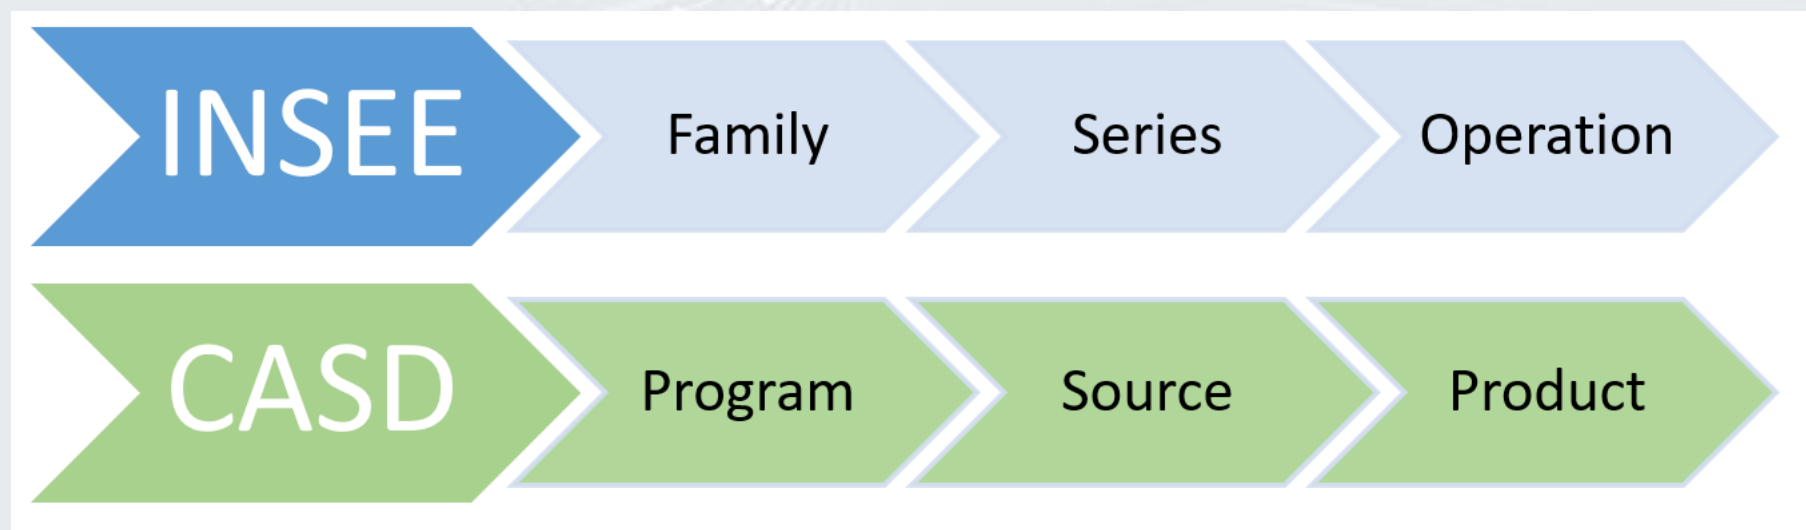 INSEE
Family
Series
Operation
CASD
Program
Source
Product